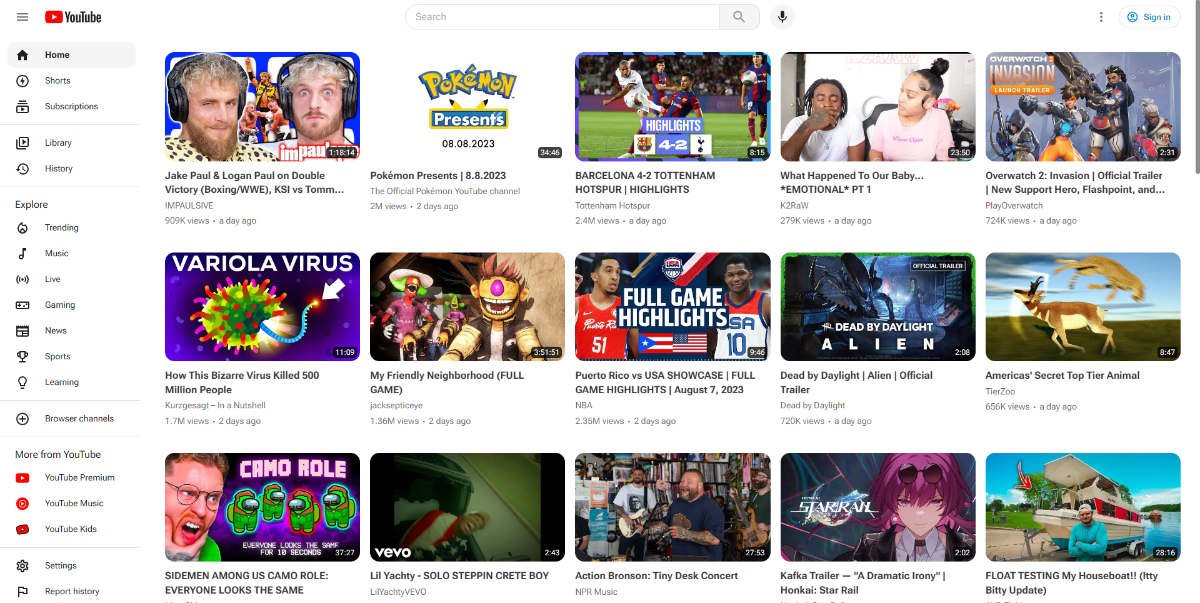 YouTube
Search
Sign in
Home
Shorts
Subscriptions
Library
History
Explore
Trending
Music
Live
Gaming
News
Sports
Learning
Browser channels
More from YouTube
YouTube Premium
YouTube Music
YouTube Kids
Settings
Report history
impaulsive
1:18:14
Jake Paul & Logan Paul on Double
Victory (Boxing/WWE), KSI vs Tomm...
IMPAULSIVE
909K views • a day ago
POKéMON
Presents
08.08.2023
34:46
Pokémon Presents | 8.8.2023
The Official Pokémon YouTube channel
2M views • 2 days ago
HIGHLIGHTS
4-2
8:15
BARCELONA 4-2 TOTTENHAM
HOTSPUR | HIGHLIGHTS
Tottenham Hotspur
2.4M views • a day ago
23:50
What Happened To Our Baby...
*EMOTIONAL* PT 1
K2RaW
279K views • a day ago
OVERWATCH 2
INVASION
LAUNCH TRAILER
2:31
Overwatch 2: Invasion | Official Trailer
| New Support Hero, Flashpoint, and...
PlayOverwatch
724K views • a day ago
VARIOLA VIRUS
11:09
How This Bizarre Virus Killed 500
Million People
Kurzgesagt – In a Nutshell
1.7M views • 2 days ago
3:51:51
My Friendly Neighborhood (FULL
GAME)
jacksepticeye
1.36M views • 2 days ago
USA
FULL GAME
HIGHLIGHTS
Puerto Rico
51
USA
10
9:46
Puerto Rico vs USA SHOWCASE | FULL
GAME HIGHLIGHTS | August 7, 2023
NBA
2.35M views • 2 days ago
OFFICIAL TRAILER
DEAD BY DAYLIGHT
ALIEN
2:08
Dead by Daylight | Alien | Official
Trailer
Dead by Daylight
720K views • a day ago
8:47
Americas' Secret Top Tier Animal
TierZoo
656K views • a day ago
CAMO ROLE
EVERYONE LOOKS THE SAME
FOR 10 SECONDS
37:27
SIDEMEN AMONG US CAMO ROLE:
EVERYONE LOOKS THE SAME
vevo
2:43
Lil Yachty - SOLO STEPPIN CRETE BOY
LilYachtyVEVO
27:53
Action Bronson: Tiny Desk Concert
NPR Music
HONKAI:
STAR RAIL
2:02
Kafka Trailer — "A Dramatic Irony" |
Honkai: Star Rail
28:16
FLOAT TESTING My Houseboat!! (Itty
Bitty Update)